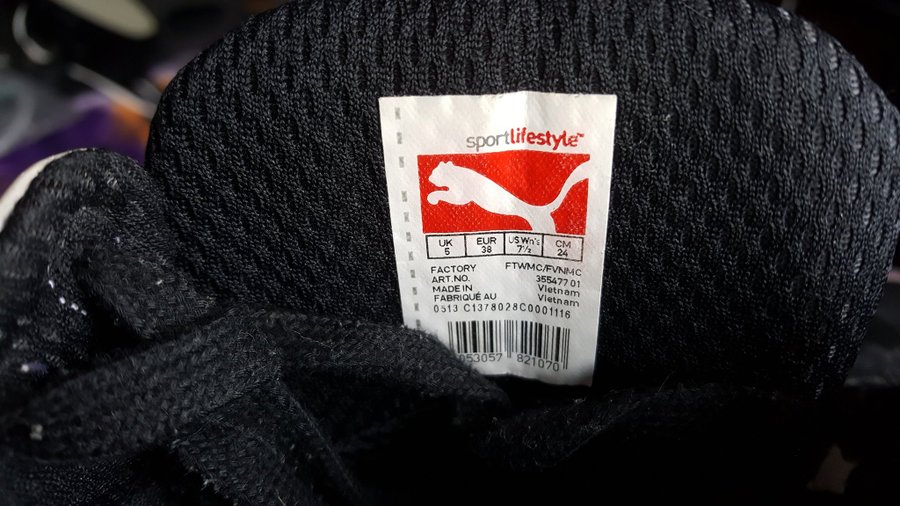 sportlifestyle™
UK EUR US Wn's CM
5 38 7½ 24
FACTORY FTWMC/FVNMC
ART.NO. 355477 01
MADE IN Vietnam
FABRIQUÉ AU Vietnam
0513 C1378028C0001116
053057 821070